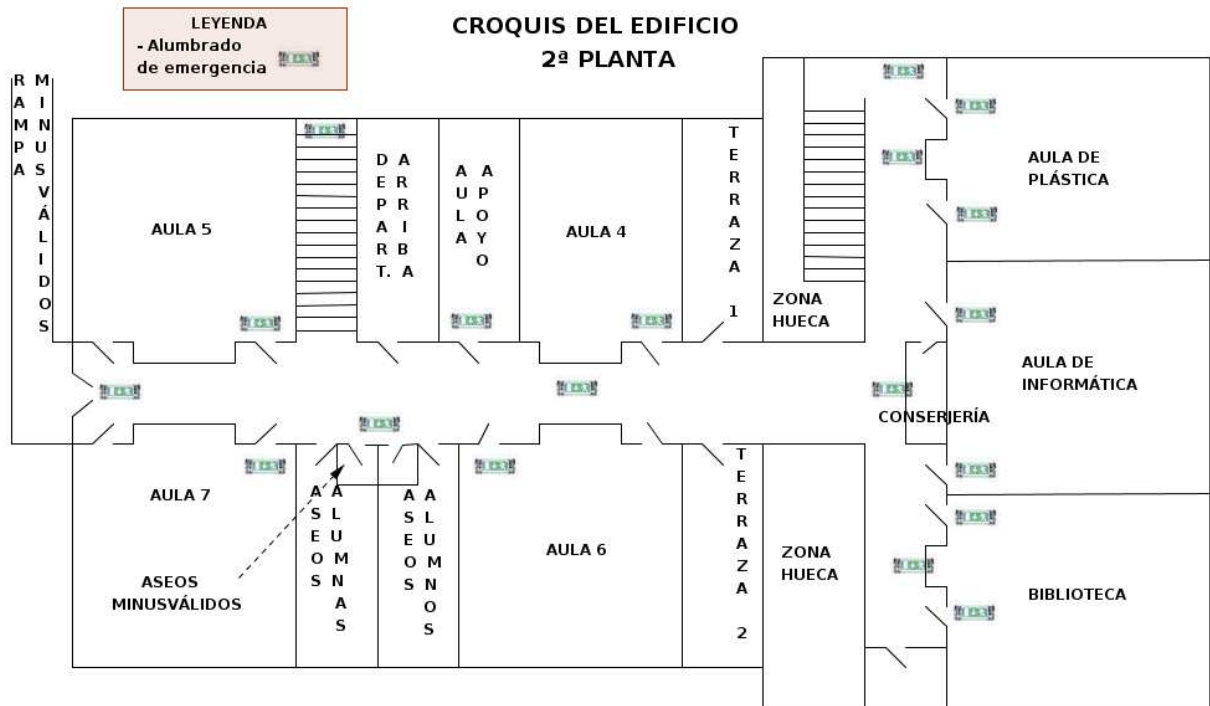 LEYENDA
- Alumbrado
de emergencia
CROQUIS DEL EDIFICIO
2ª PLANTA
RAMPA
MINUSVÁLIDOS
AULA 5
DEPART.
ARRIBA
AULA
APOYO
AULA 4
TERRAZA 1
ZONA
HUECA
AULA DE
PLÁSTICA
AULA DE
INFORMÁTICA
CONSERJERÍA
AULA 7
ASEOS
MINUSVÁLIDOS
ASEOS
ALUMNAS
ASEOS
ALUMNOS
AULA 6
TERRAZA 2
ZONA
HUECA
BIBLIOTECA